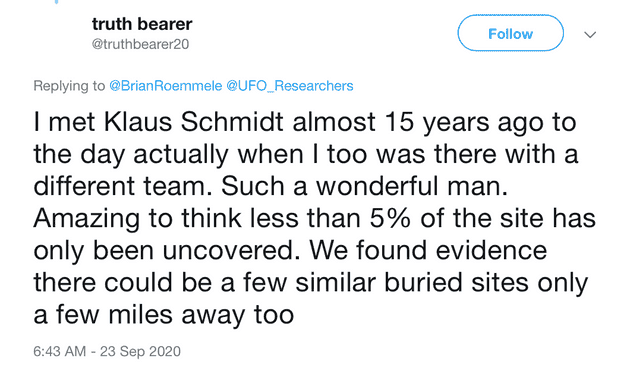 truth bearer
@truthbearer20
Follow
Replying to @BrianRoemmele @UFO_Researchers
I met Klaus Schmidt almost 15 years ago to
the day actually when I too was there with a
different team. Such a wonderful man.
Amazing to think less than 5% of the site has
only been uncovered. We found evidence
there could be a few similar buried sites only
a few miles away too
6:43 AM - 23 Sep 2020